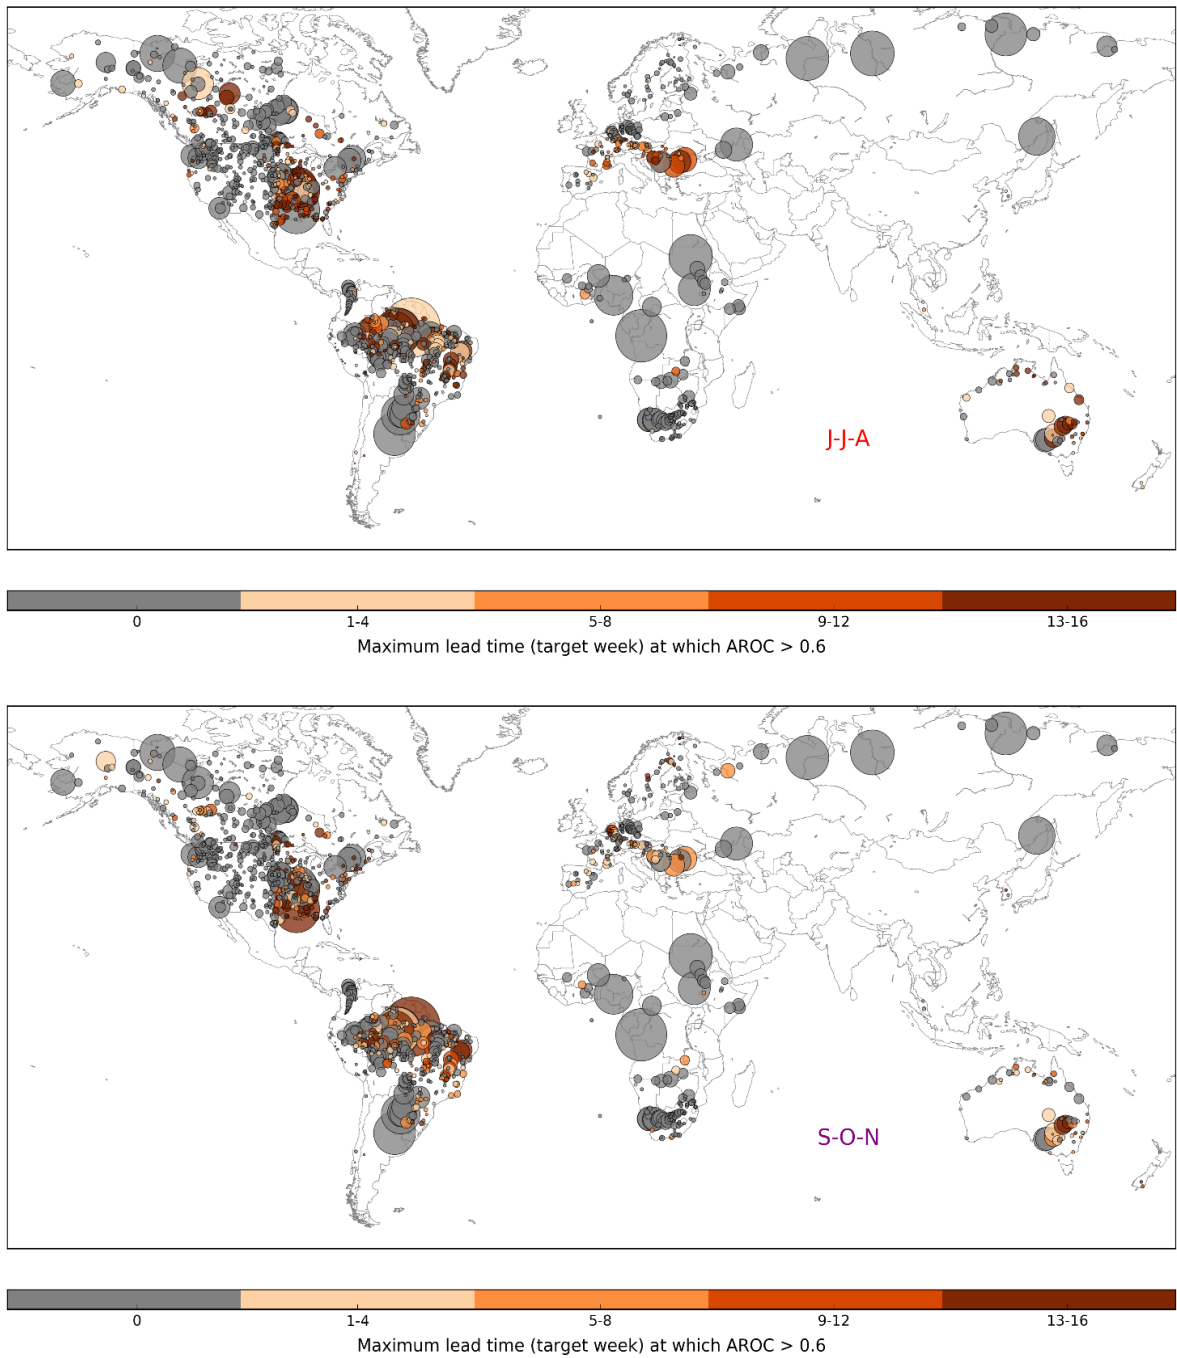 J-J-A
0 1-4 5-8 9-12 13-16
Maximum lead time (target week) at which AROC > 0.6
S-O-N
0 1-4 5-8 9-12 13-16
Maximum lead time (target week) at which AROC > 0.6